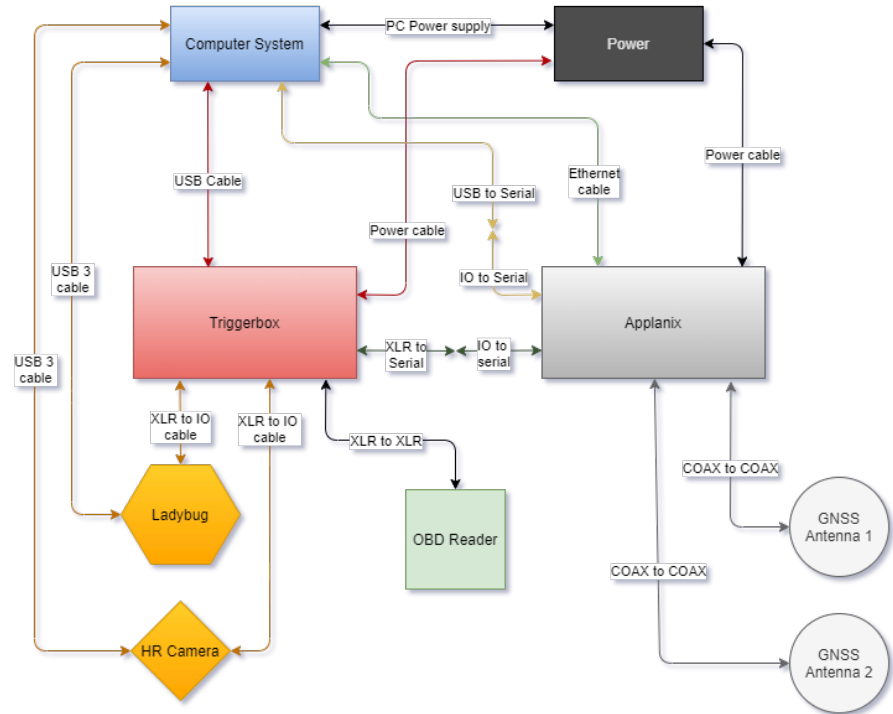 Computer System
PC Power supply
Power
USB Cable
Power cable
USB to Serial
Ethernet
cable
Power cable
USB 3
cable
IO to Serial
Triggerbox
Applanix
USB 3
cable
XLR to
Serial
IO to
serial
XLR to IO
cable
XLR to IO
cable
XLR to XLR
COAX to COAX
Ladybug
OBD Reader
GNSS
Antenna 1
COAX to COAX
HR Camera
GNSS
Antenna 2